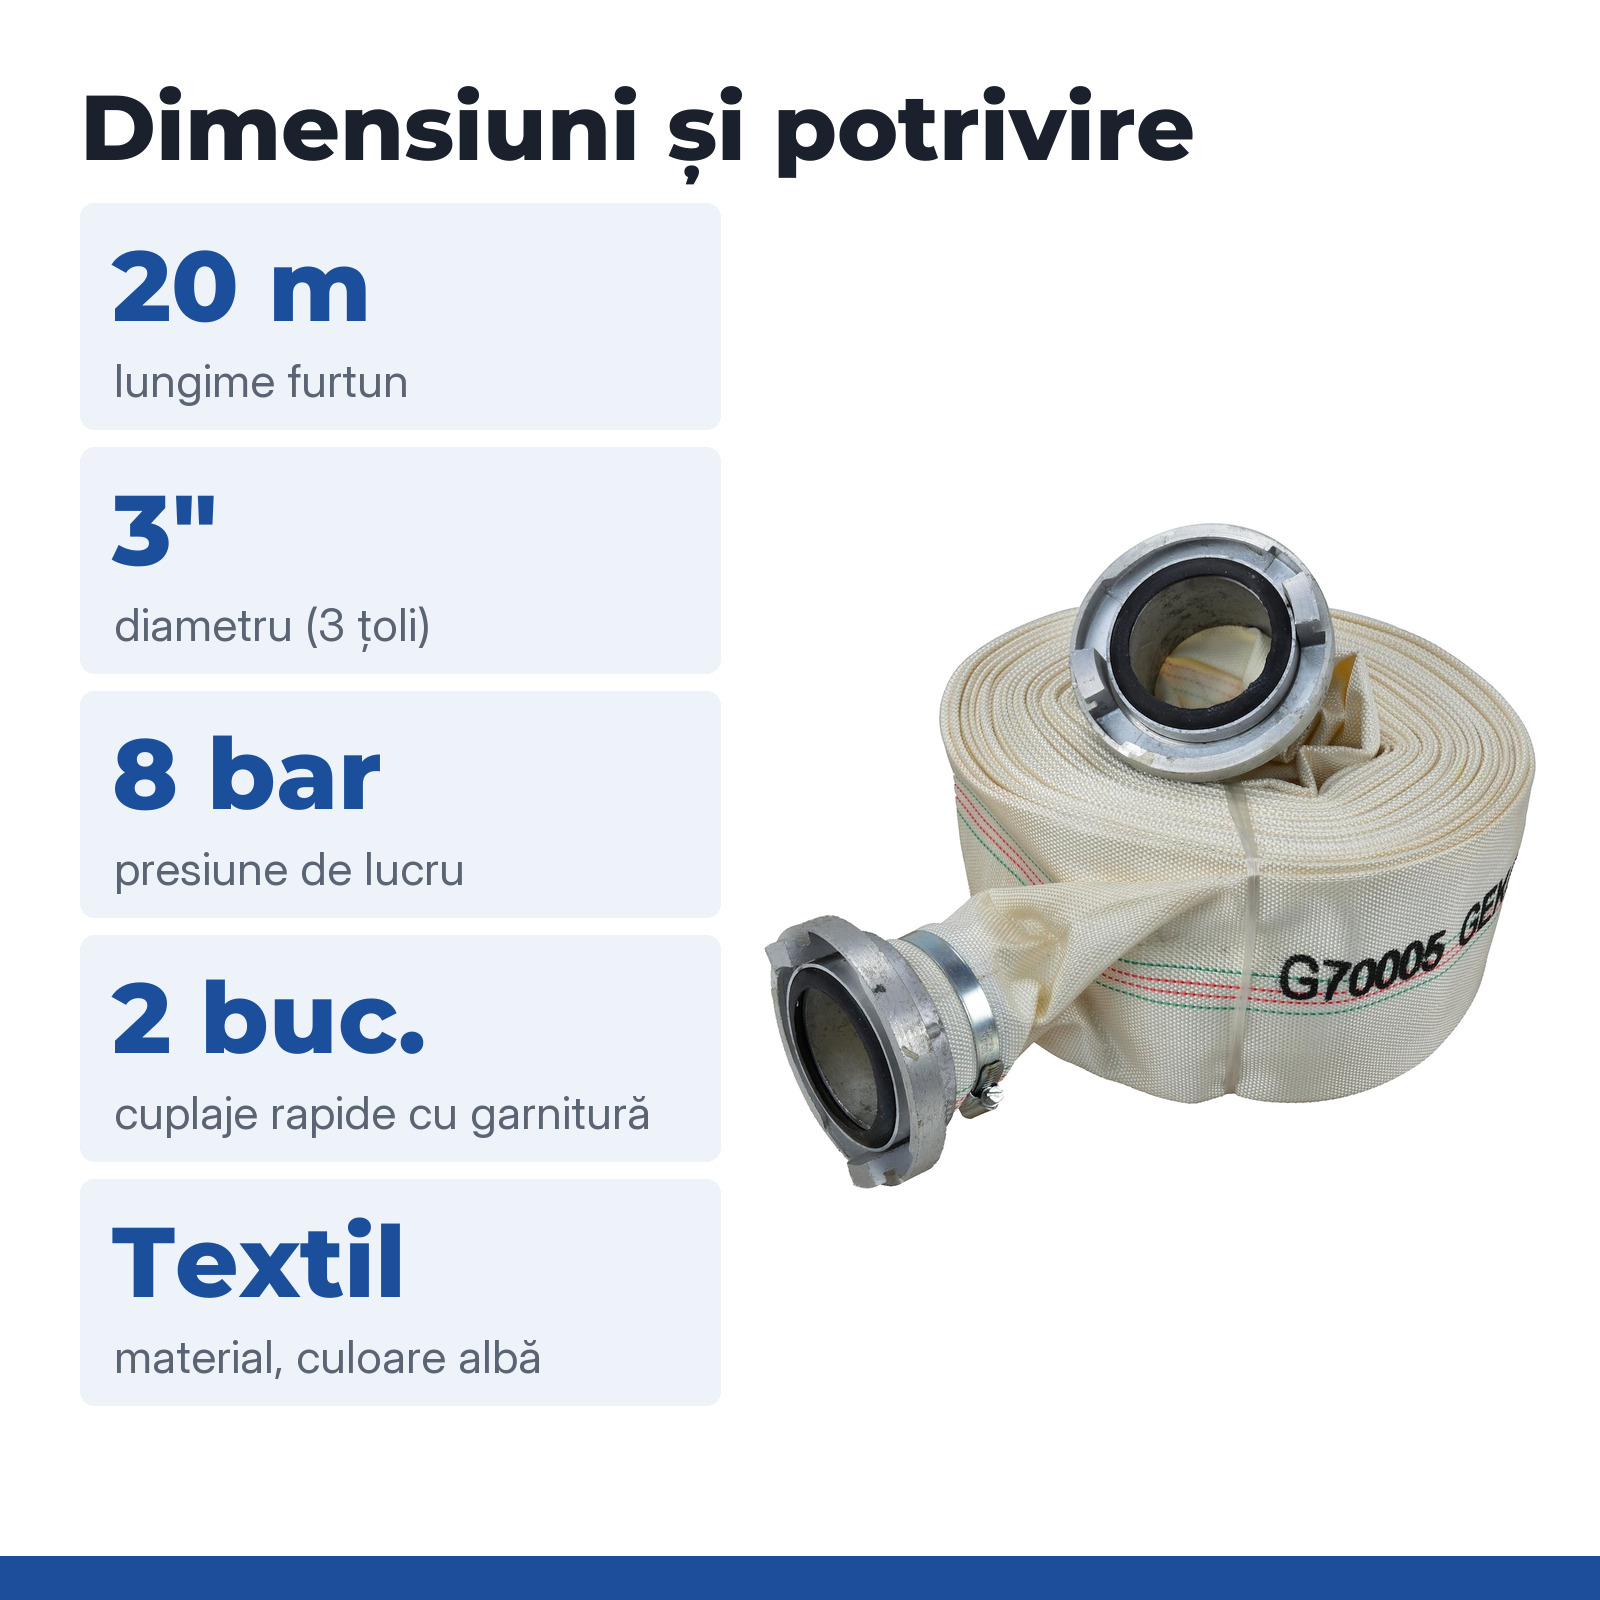 Dimensiuni și potrivire
20 m
lungime furtun
3"
diametru (3 țoli)
8 bar
presiune de lucru
2 buc.
cuplaje rapide cu garnitură
Textil
material, culoare albă
G70005